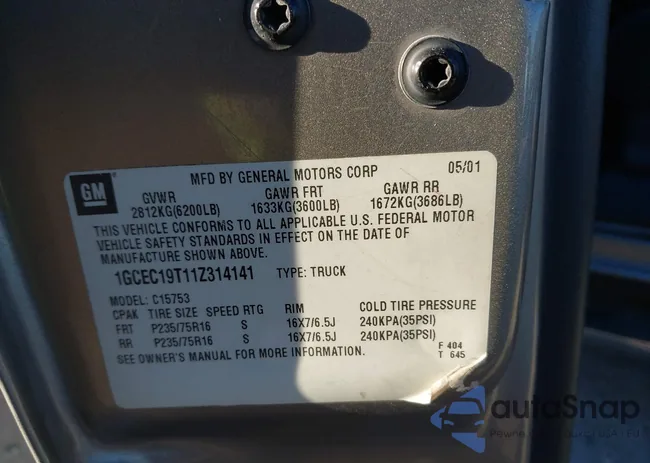 MFD BY GENERAL MOTORS CORP 05/01
GM
GVWR GAWR FRT GAWR RR
2812KG(6200LB) 1633KG(3600LB) 1672KG(3686LB)
THIS VEHICLE CONFORMS TO ALL APPLICABLE U.S. FEDERAL MOTOR
VEHICLE SAFETY STANDARDS IN EFFECT ON THE DATE OF
MANUFACTURE SHOWN ABOVE.
1GCEC19T11Z314141 TYPE: TRUCK
MODEL: C15753
CPAK TIRE SIZE SPEED RTG RIM COLD TIRE PRESSURE
FRT P235/75R16 S 16X7/6.5J 240KPA(35PSI)
RR P235/75R16 S 16X7/6.5J 240KPA(35PSI)
SEE OWNER'S MANUAL FOR MORE INFORMATION.
F 404
T 645
autoSnap